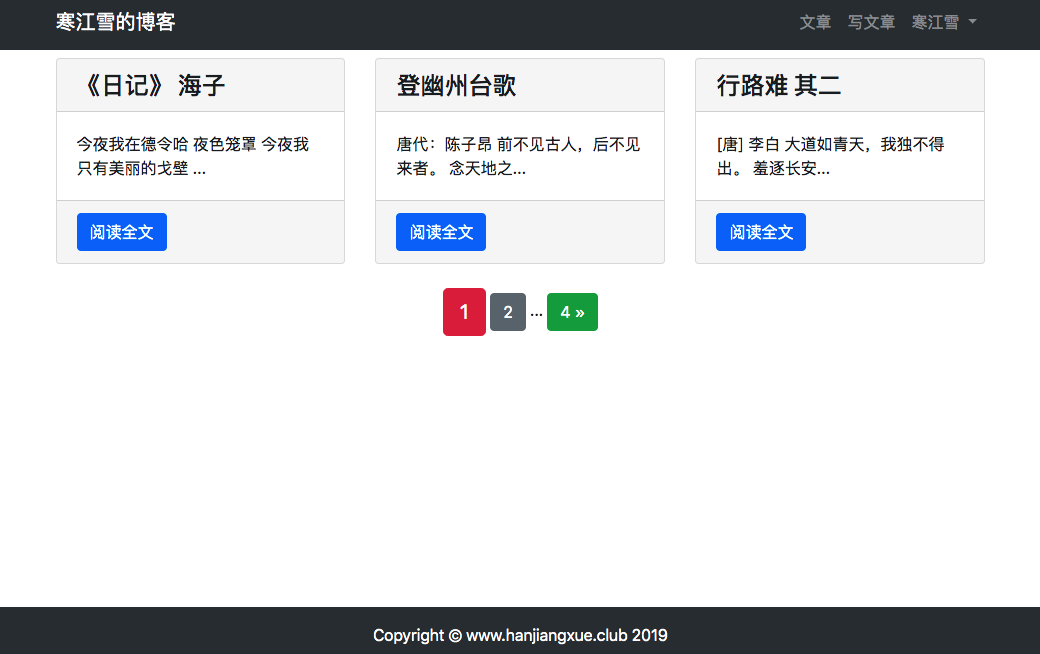 寒江雪的博客
文章 写文章 寒江雪
《日记》 海子
今夜我在德令哈 夜色笼罩 今夜我
只有美丽的戈壁 ...
阅读全文
登幽州台歌
唐代：陈子昂 前不见古人，后不见
来者。 念天地之...
阅读全文
行路难 其二
[唐] 李白 大道如青天，我独不得
出。 羞逐长安...
阅读全文
1 2 ... 4 »
Copyright © www.hanjiangxue.club 2019